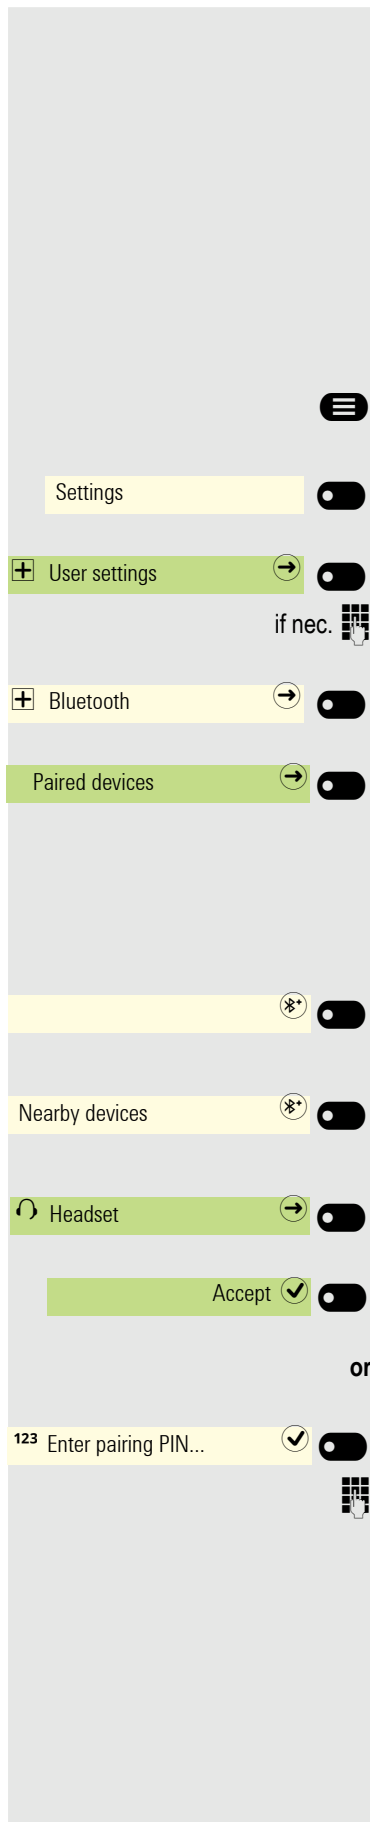 Settings
User settings
if nec.
Bluetooth
Paired devices
Nearby devices
Headset
Accept
or
123 Enter pairing PIN...